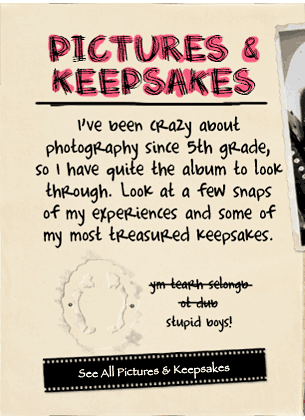 PICTURES &
KEEPSAKES
I've been crazy about
photography since 5th grade,
so I have quite the album to look
through. Look at a few snaps
of my experiences and some of
my most treasured keepsakes.
ym tearh selongb
ot dub
stupid boys!
See All Pictures & Keepsakes